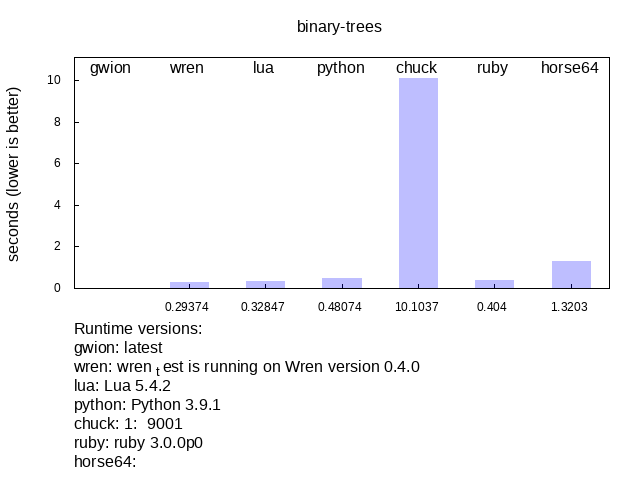 binary-trees
gwion wren lua python chuck ruby horse64
seconds (lower is better)
10
8
6
4
2
0
0.29374 0.32847 0.48074 10.1037 0.404 1.3203
Runtime versions:
gwion: latest
wren: wren test is running on Wren version 0.4.0
lua: Lua 5.4.2
python: Python 3.9.1
chuck: 1:  9001
ruby: ruby 3.0.0p0
horse64: